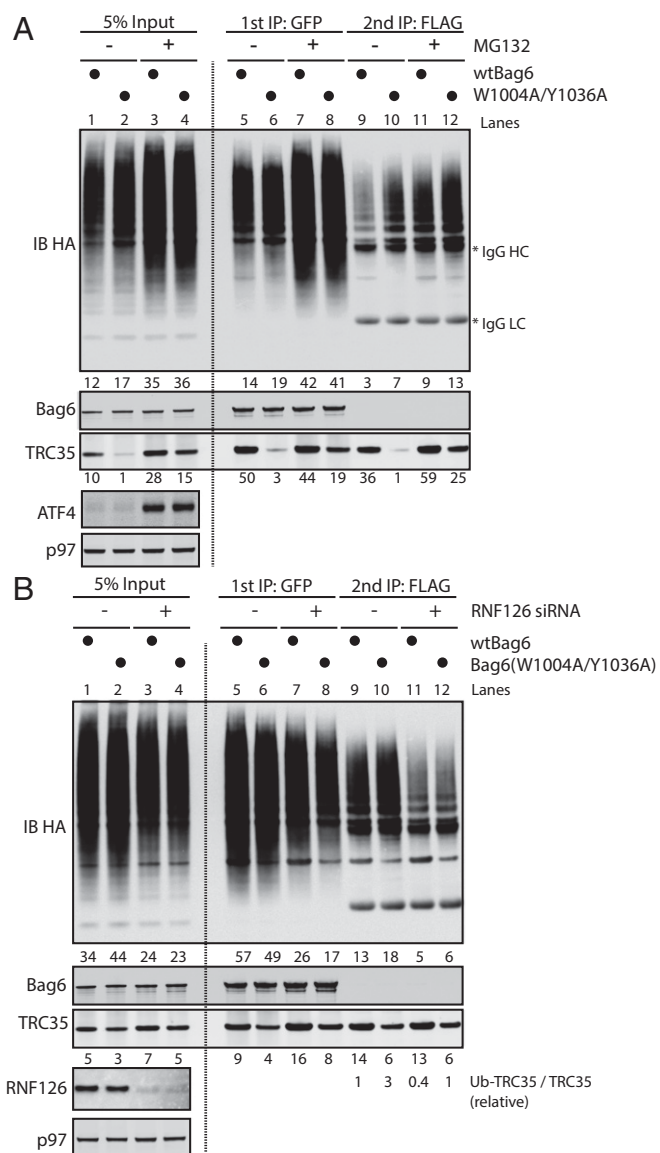 A
5% Input
1st IP: GFP
2nd IP: FLAG
- + - + - + MG132
wtBag6
W1004A/Y1036A
1 2 3 4 5 6 7 8 9 10 11 12 Lanes
IB HA
* IgG HC
* IgG LC
12 17 35 36 14 19 42 41 3 7 9 13
Bag6
TRC35
10 1 28 15 50 3 44 19 36 1 59 25
ATF4
p97
B
5% Input
1st IP: GFP
2nd IP: FLAG
- + - + - + RNF126 siRNA
wtBag6
Bag6(W1004A/Y1036A)
1 2 3 4 5 6 7 8 9 10 11 12 Lanes
IB HA
34 44 24 23 57 49 26 17 13 18 5 6
Bag6
TRC35
5 3 7 5 9 4 16 8 14 6 13 6
1 3 0.4 1 Ub-TRC35 / TRC35
(relative)
RNF126
p97